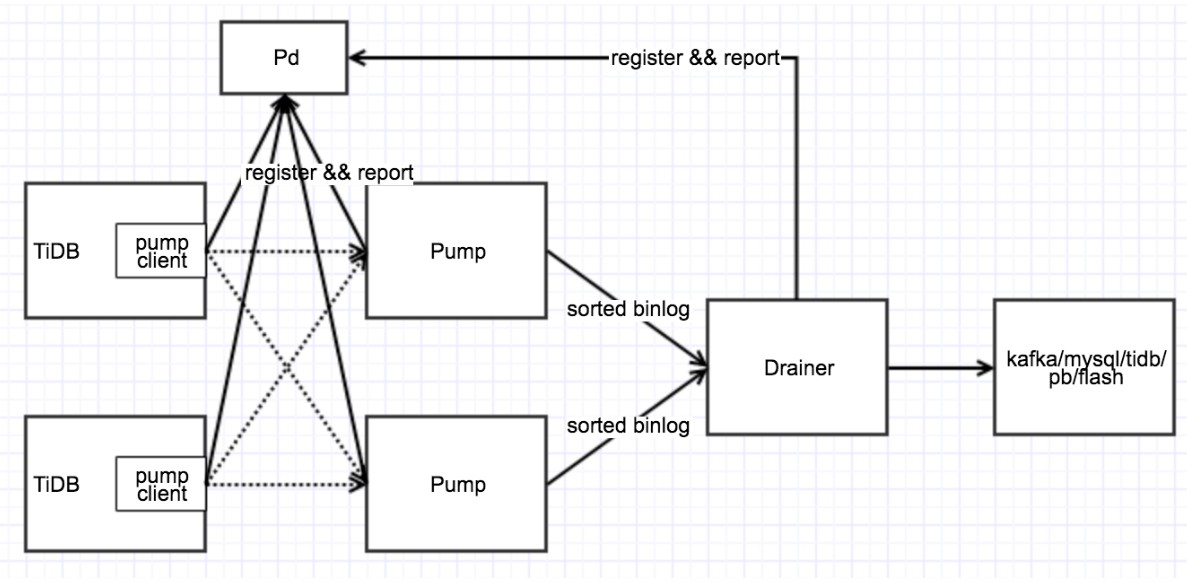 Pd
register && report
register && report
TiDB
pump
client
Pump
sorted binlog
Drainer
kafka/mysql/tidb/
pb/flash
sorted binlog
TiDB
pump
client
Pump